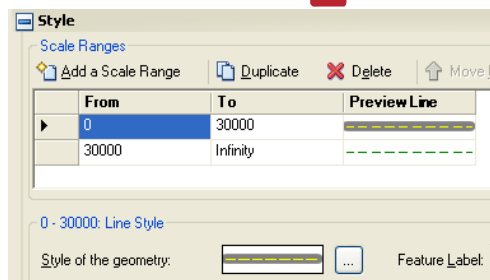 Style
Scale Ranges
Add a Scale Range Duplicate Delete Move
From To Preview Line
0 30000
30000 Infinity
0 - 30000: Line Style
Style of the geometry: ... Feature Label: